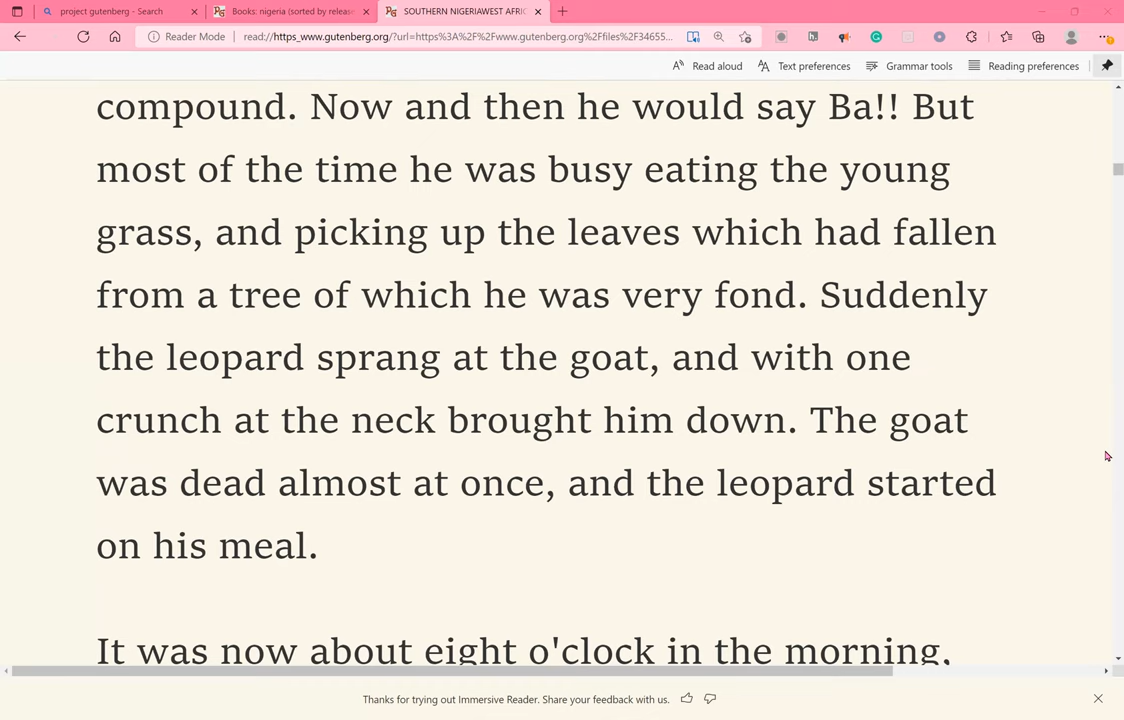 project gutenberg - Search
Books: nigeria (sorted by release
SOUTHERN NIGERIAWEST AFRI
Reader Mode
read://https_www.gutenberg.org/?url=https%3A%2F%2Fwww.gutenberg.org%2Ffiles%2F34655...
Read aloud
Text preferences
Grammar tools
Reading preferences
compound. Now and then he would say Ba!! But
most of the time he was busy eating the young
grass, and picking up the leaves which had fallen
from a tree of which he was very fond. Suddenly
the leopard sprang at the goat, and with one
crunch at the neck brought him down. The goat
was dead almost at once, and the leopard started
on his meal.
It was now about eight o'clock in the morning,
Thanks for trying out Immersive Reader. Share your feedback with us.